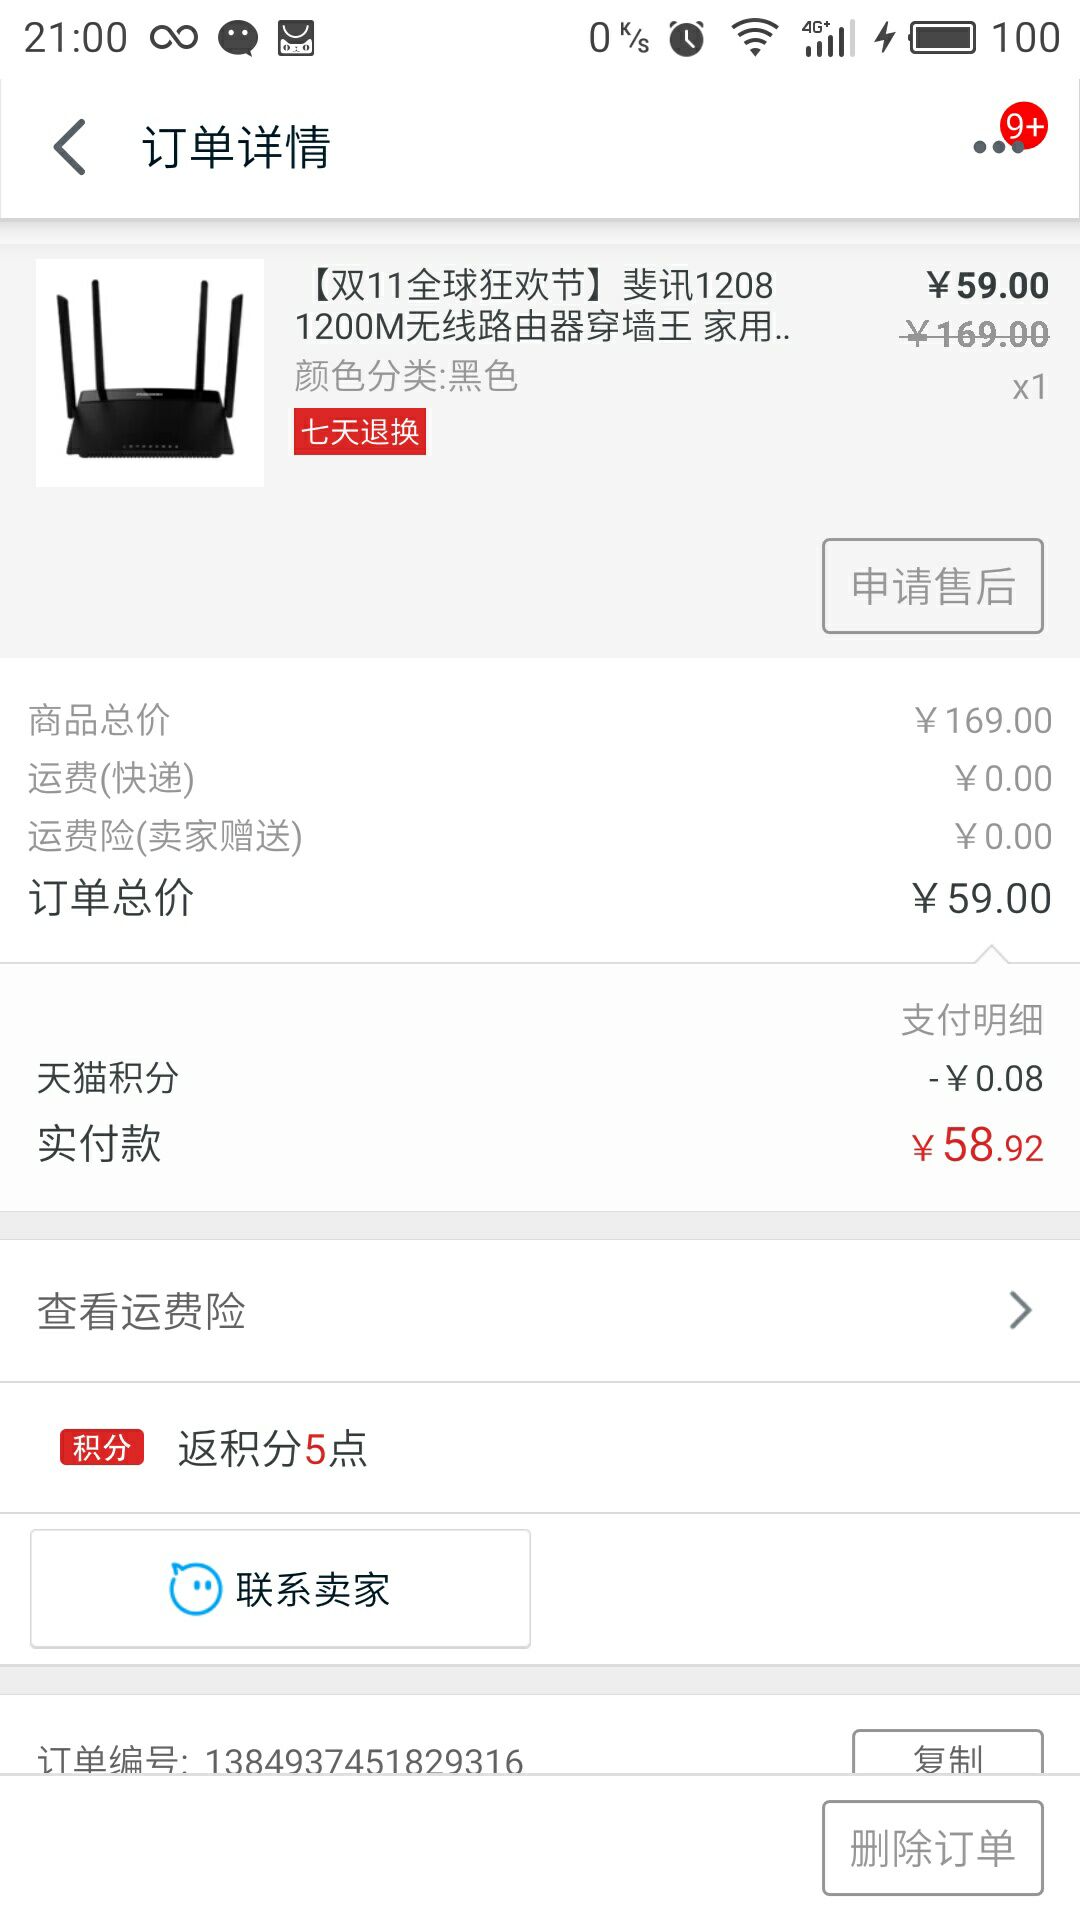 21:00
0 K/s
4G+
100
订单详情
9+
【双11全球狂欢节】斐讯1208
¥59.00
1200M无线路由器穿墙王 家用..
¥169.00
颜色分类:黑色
x1
七天退换
申请售后
商品总价
¥169.00
运费(快递)
¥0.00
运费险(卖家赠送)
¥0.00
订单总价
¥59.00
支付明细
天猫积分
-¥0.08
实付款
¥58.92
查看运费险
积分
返积分5点
联系卖家
订单编号: 13849374518​29316
复制
删除订单